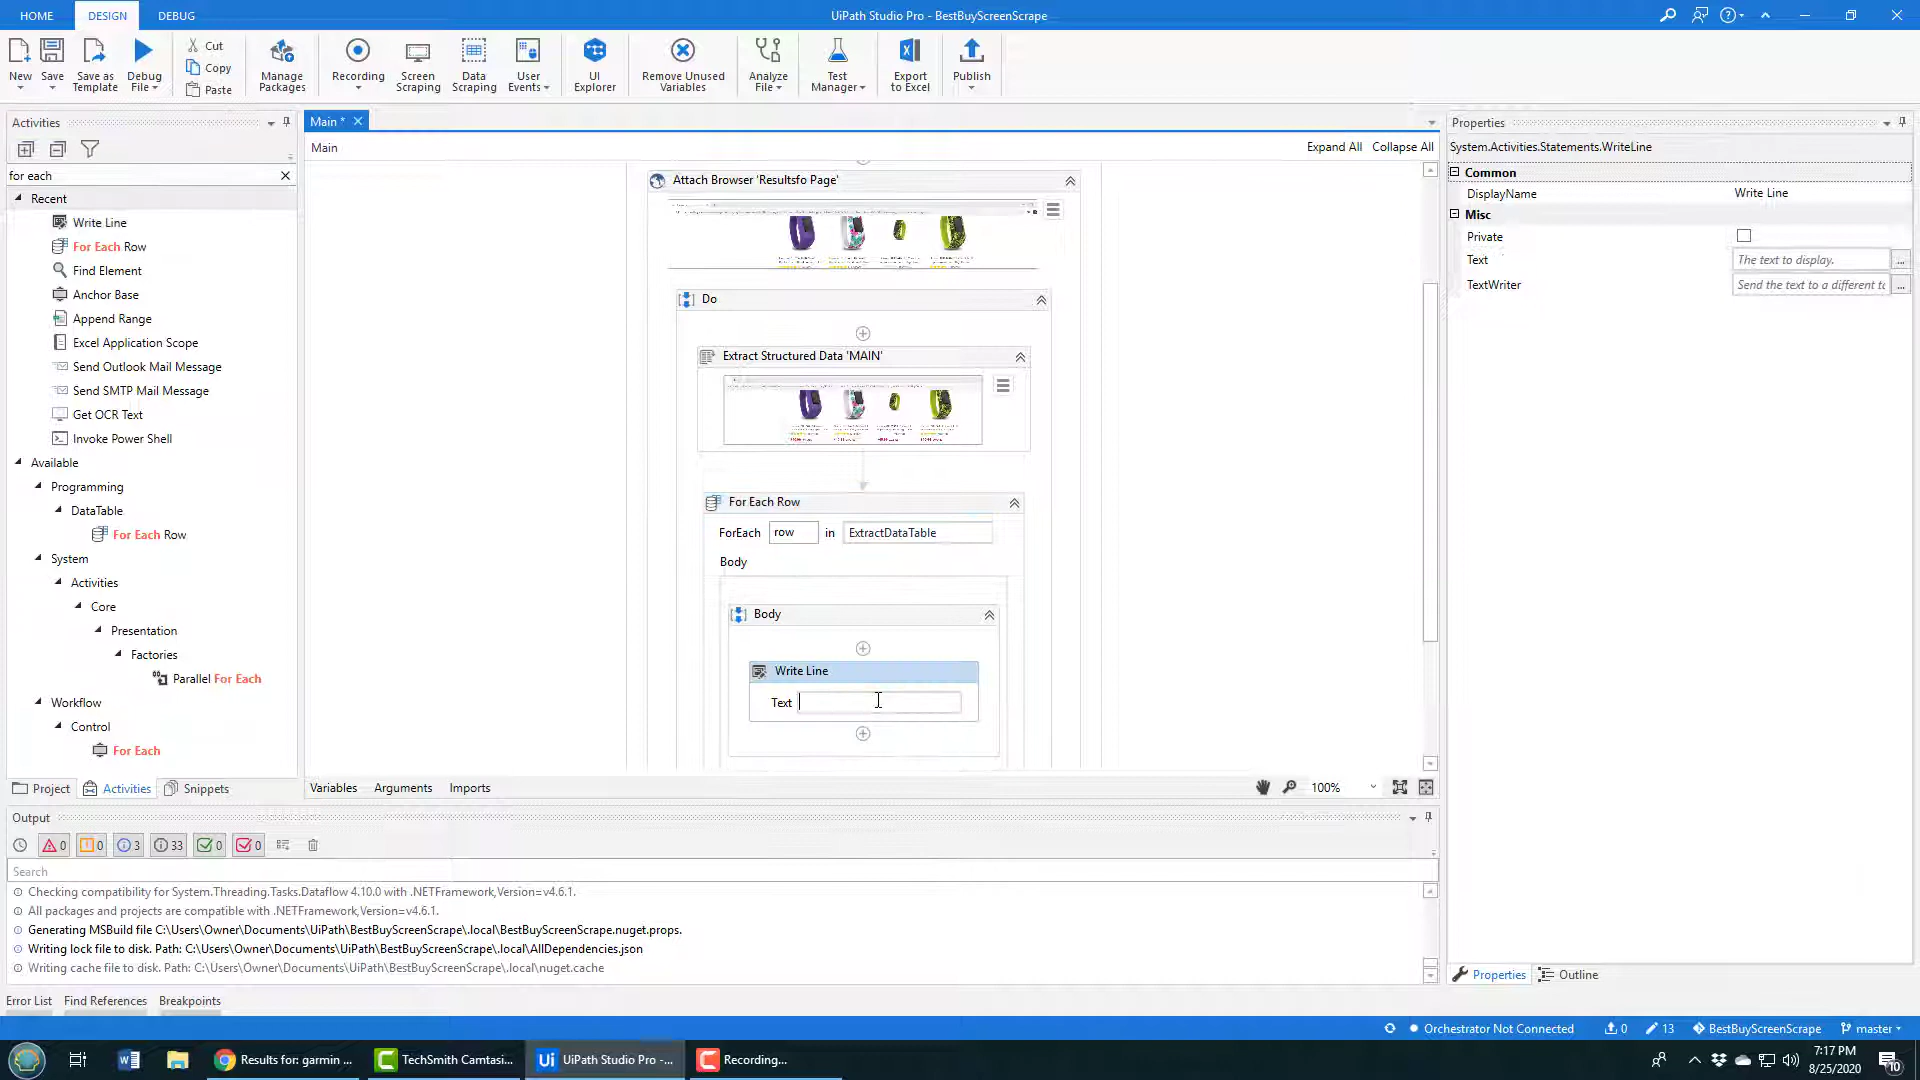 HOME DESIGN DEBUG
UiPath Studio Pro - BestBuyScreenScrape
New
Save
Save as Template
Debug File
Cut
Copy
Paste
Manage Packages
Recording
Screen Scraping
Data Scraping
User Events
UI Explorer
Remove Unused Variables
Analyze File
Test Manager
Export to Excel
Publish
Activities
for each
Recent
Write Line
For Each Row
Find Element
Anchor Base
Append Range
Excel Application Scope
Send Outlook Mail Message
Send SMTP Mail Message
Get OCR Text
Invoke Power Shell
Available
Programming
DataTable
For Each Row
System
Activities
Core
Presentation
Factories
Parallel For Each
Workflow
Control
For Each
Project Activities Snippets
Main *
Main
Expand All Collapse All
Attach Browser 'Resultsfo Page'
Do
Extract Structured Data 'MAIN'
For Each Row
ForEach row in ExtractDataTable
Body
Body
Write Line
Text
Variables Arguments Imports
100%
Properties
System.Activities.Statements.WriteLine
Common
DisplayName Write Line
Misc
Private
Text The text to display. ...
TextWriter Send the text to a different te ...
Properties Outline
Output
0 0 3 33 0 0
Search
Checking compatibility for System.Threading.Tasks.Dataflow 4.10.0 with .NETFramework,Version=v4.6.1.
All packages and projects are compatible with .NETFramework,Version=v4.6.1.
Generating MSBuild file C:\Users\Owner\Documents\UiPath\BestBuyScreenScrape\.local\BestBuyScreenScrape.nuget.props.
Writing lock file to disk. Path: C:\Users\Owner\Documents\UiPath\BestBuyScreenScrape\.local\AllDependencies.json
Writing cache file to disk. Path: C:\Users\Owner\Documents\UiPath\BestBuyScreenScrape\.local\nuget.cache
Error List Find References Breakpoints
Orchestrator Not Connected 0 13 BestBuyScreenScrape master
Results for: garmin ...
TechSmith Camtasi...
UiPath Studio Pro -...
Recording...
7:17 PM
8/25/2020
10